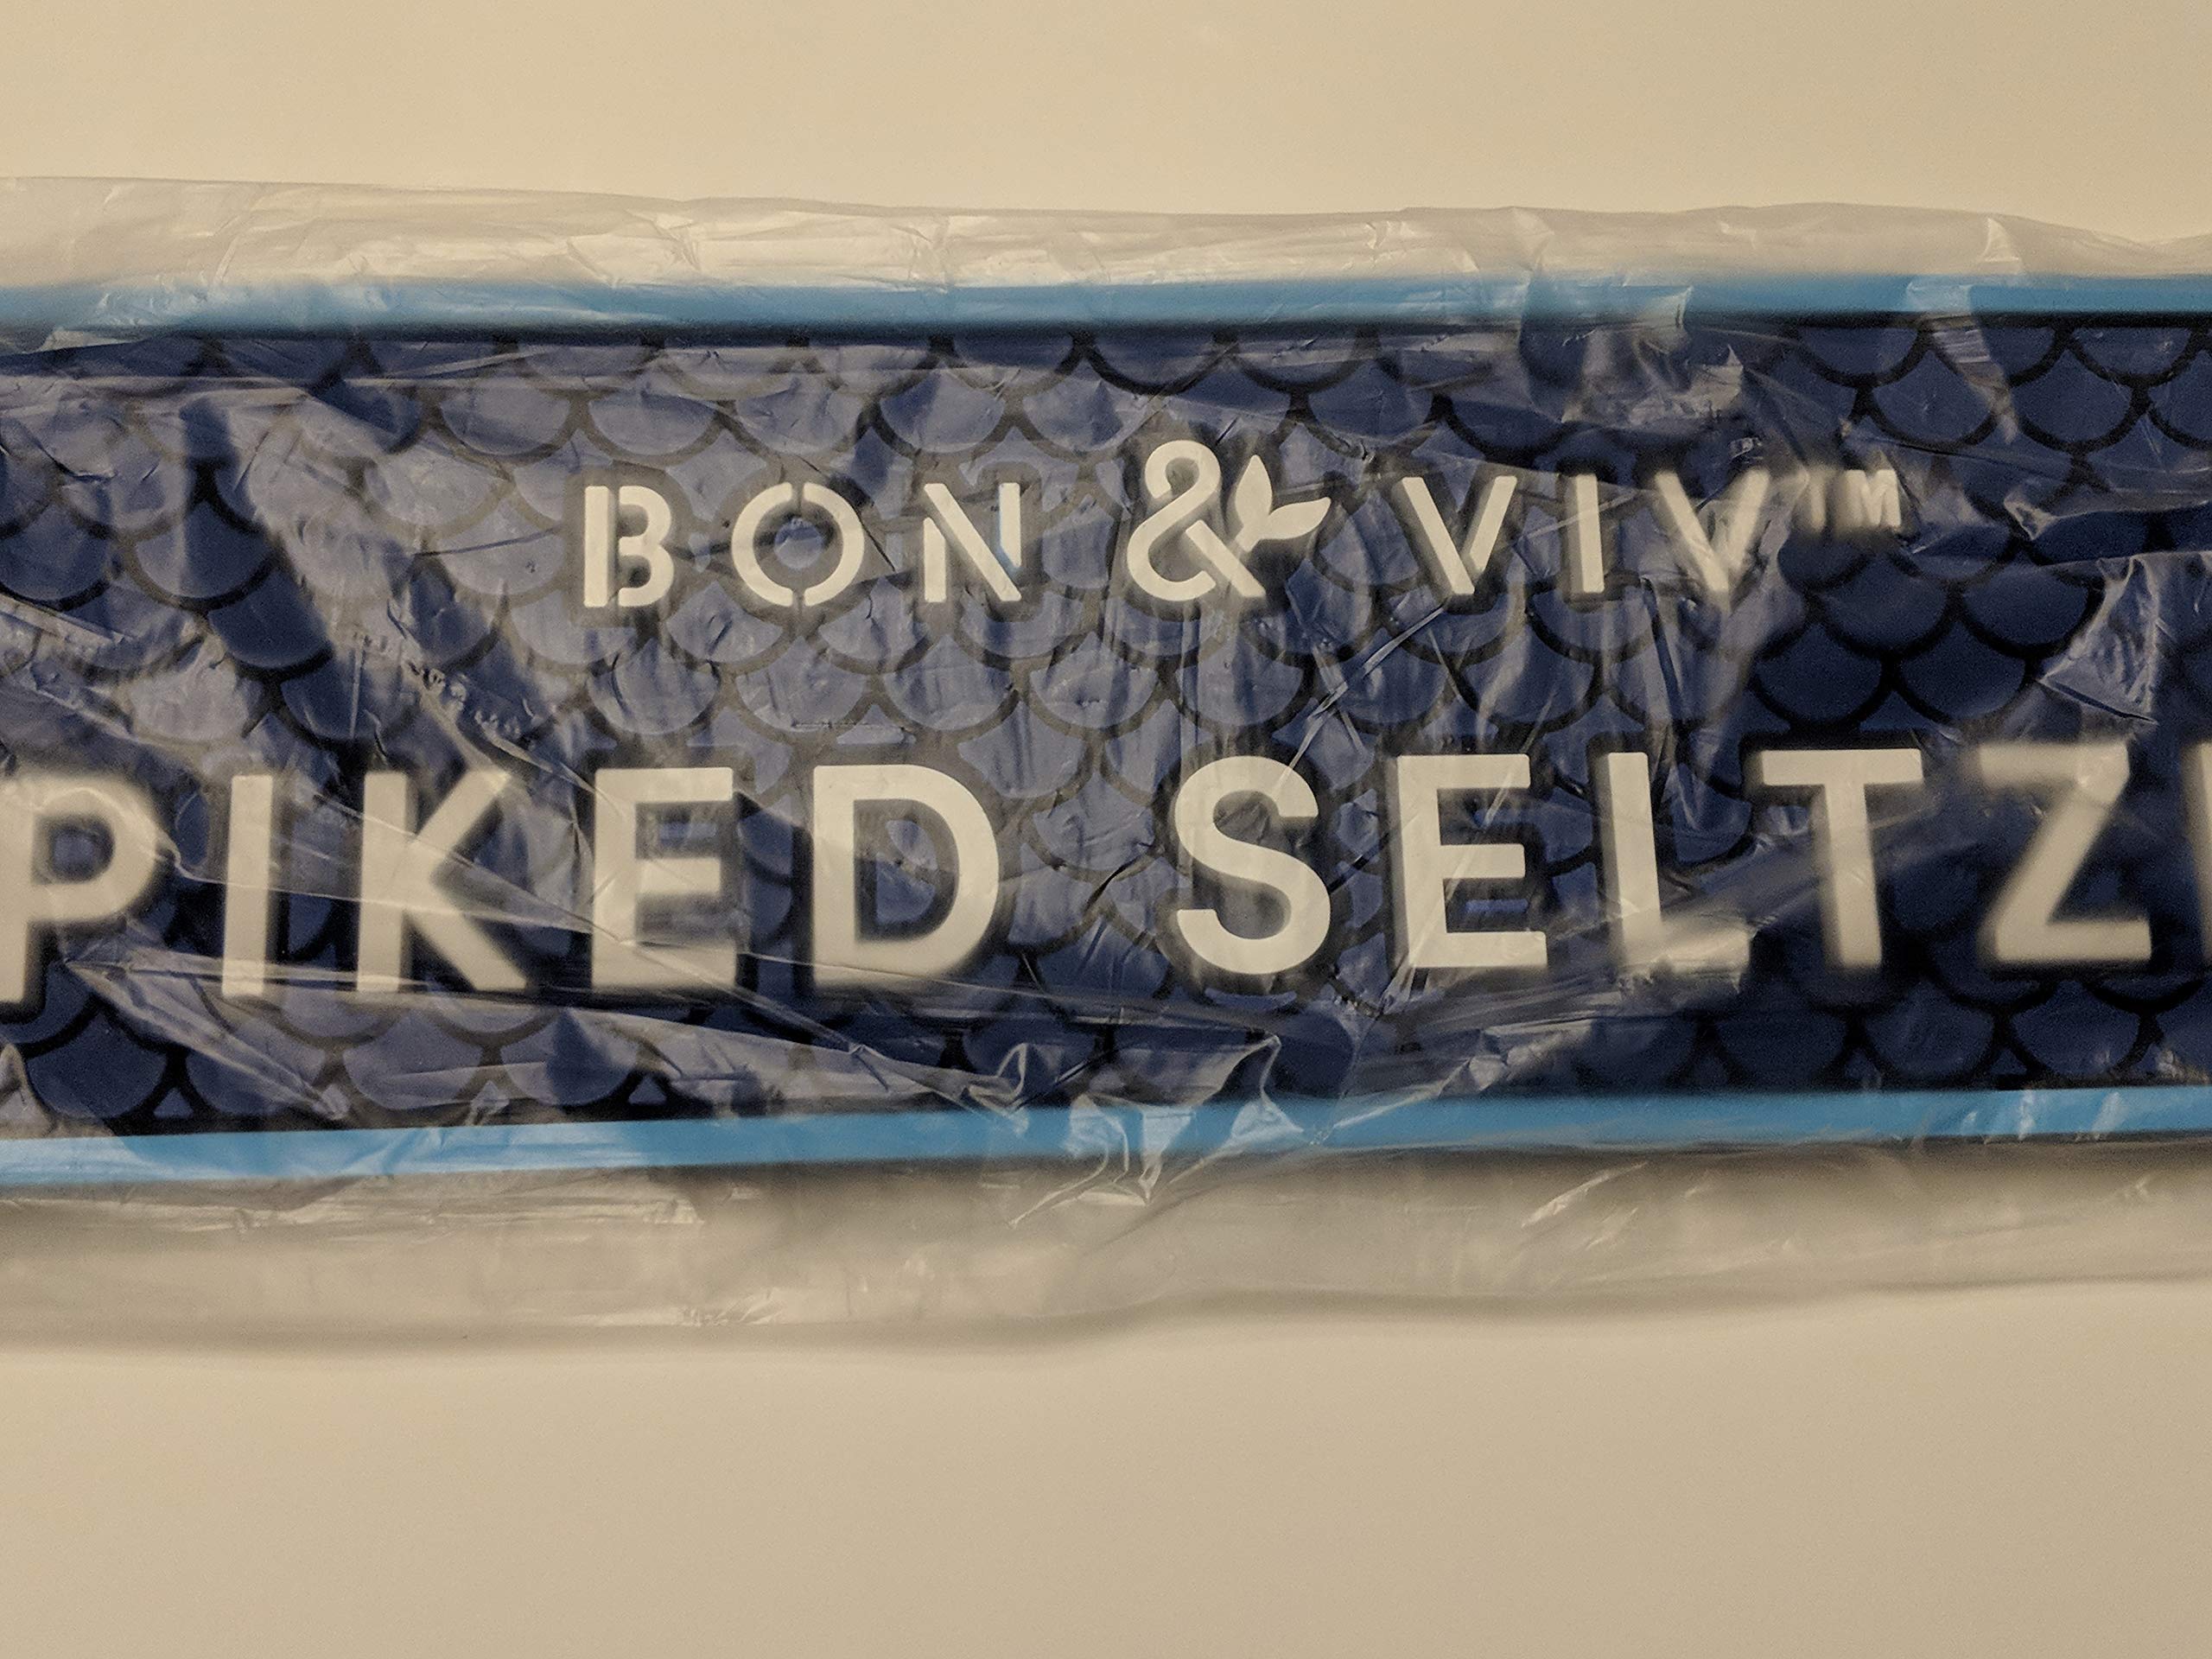 BON & VIV™
PIKED SELTZ